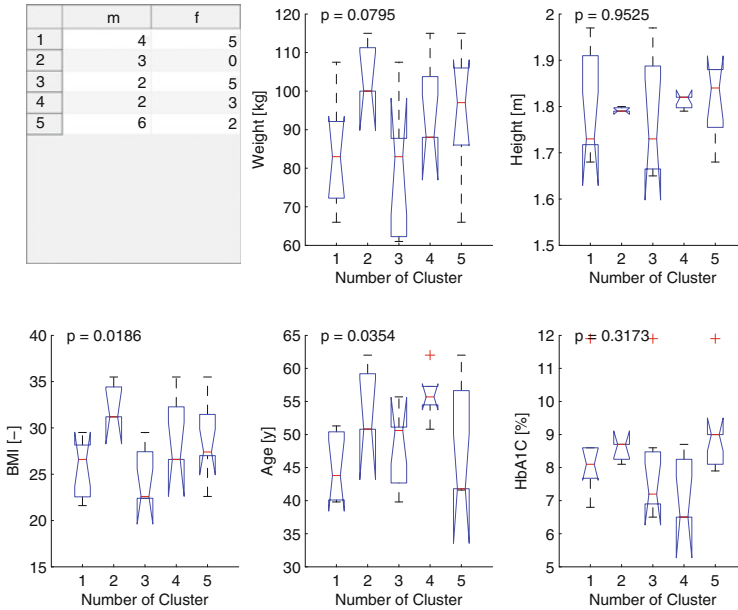 m f
1 4 5
2 3 0
3 2 5
4 2 3
5 6 2
p = 0.0795
120
110
100
90
80
70
60
Weight [kg]
1 2 3 4 5
Number of Cluster
p = 0.9525
2
1.9
1.8
1.7
1.6
1.5
Height [m]
1 2 3 4 5
Number of Cluster
p = 0.0186
40
35
30
25
20
15
BMI [–]
1 2 3 4 5
Number of Cluster
p = 0.0354
65
60
55
50
45
40
35
30
Age [y]
1 2 3 4 5
Number of Cluster
p = 0.3173
12
11
10
9
8
7
6
5
HbA1C [%]
1 2 3 4 5
Number of Cluster